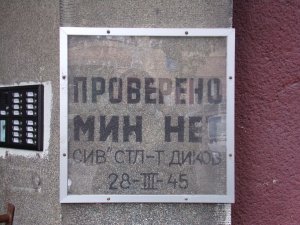 ПРОВЕРЕНО
МИН НЕТ
СИВ" СТЛ-Т ДИКОВ
28-III-45